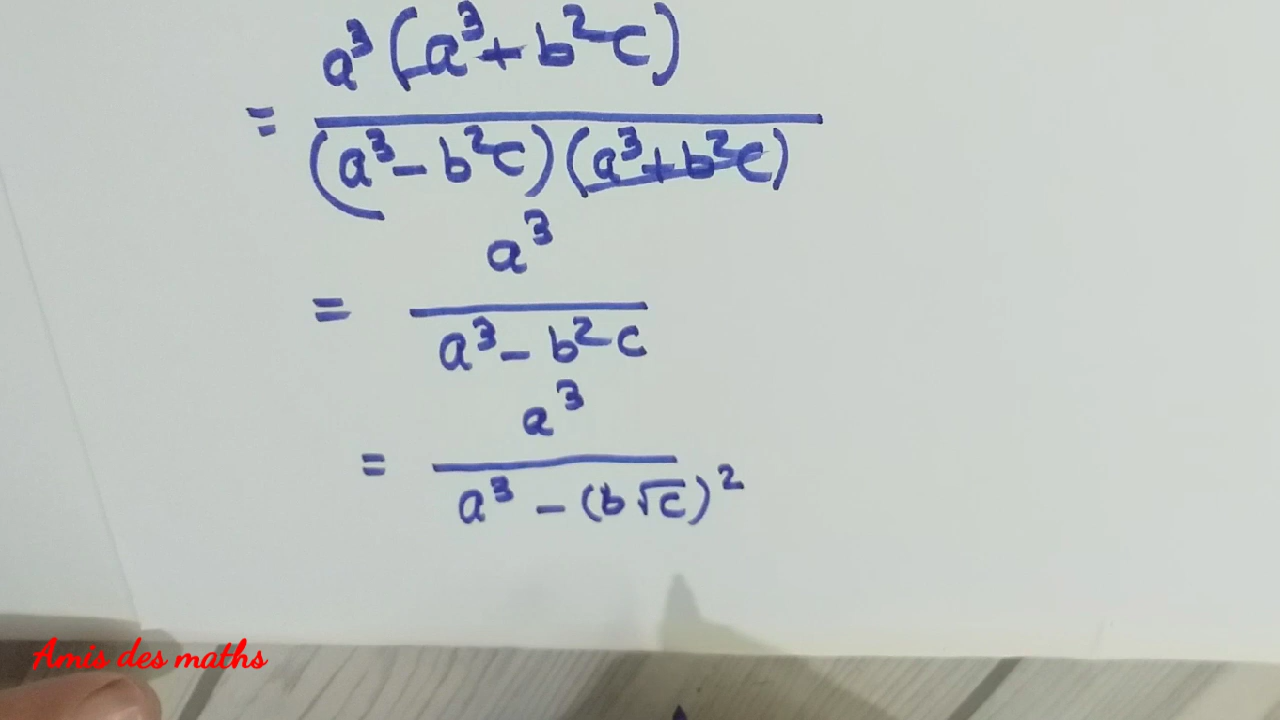 a³(a³+b²c)
= ―――――――――
(a³-b²c)(a³+b²c)
a³
= ―――――
a³-b²c
a³
= ―――――
a³ - (b√c)²
Amis des maths